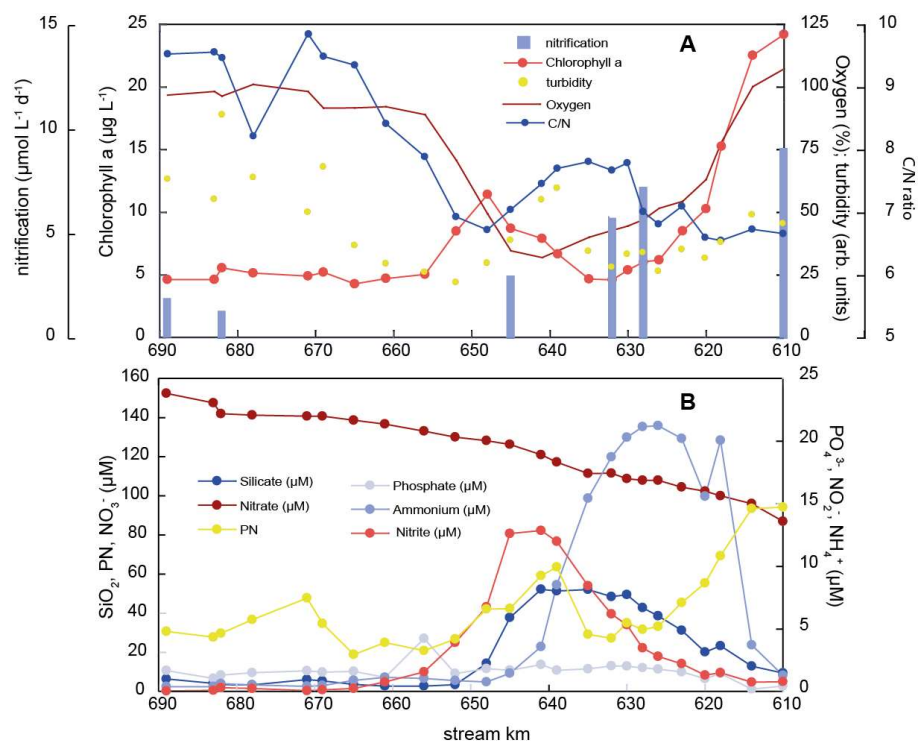 15
25
125
10
A
nitrification
Chlorophyll a
turbidity
Oxygen
C/N
20
100
9
10
15
75
8
10
50
7
5
5
25
6
0
0
0
5
nitrification (μmol L-1 d-1)
Chlorophyll a (μg L-1)
Oxygen (%); turbidity (arb. units)
C/N ratio
690 680 670 660 650 640 630 620 610
B
160
140
120
100
80
60
40
20
0
25
20
15
10
5
0
Silicate (μM)
Nitrate (μM)
PN
Phosphate (μM)
Ammonium (μM)
Nitrite (μM)
SiO2, PN, NO3- (μM)
PO43-, NO2-, NH4+ (μM)
690 680 670 660 650 640 630 620 610
stream km